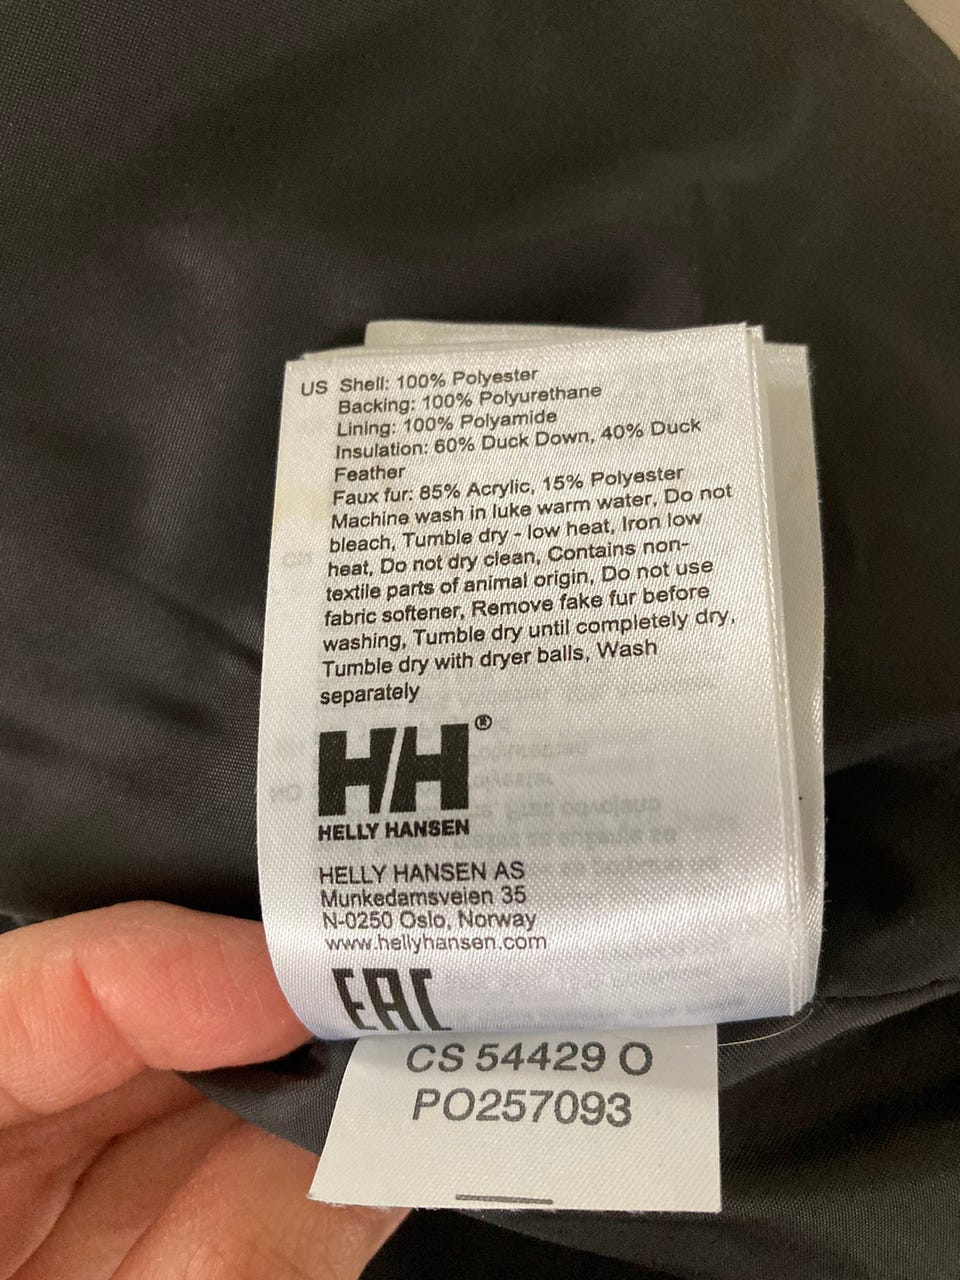 US Shell: 100% Polyester
Backing: 100% Polyurethane
Lining: 100% Polyamide
Insulation: 60% Duck Down, 40% Duck
Feather
Faux fur: 85% Acrylic, 15% Polyester
Machine wash in luke warm water, Do not
bleach, Tumble dry - low heat, Iron low
heat, Do not dry clean, Contains non-
textile parts of animal origin, Do not use
fabric softener, Remove fake fur before
washing, Tumble dry until completely dry,
Tumble dry with dryer balls, Wash
separately
HH®
HELLY HANSEN
HELLY HANSEN AS
Munkedamsveien 35
N-0250 Oslo, Norway
www.hellyhansen.com
EAC
CS 54429 O
PO257093